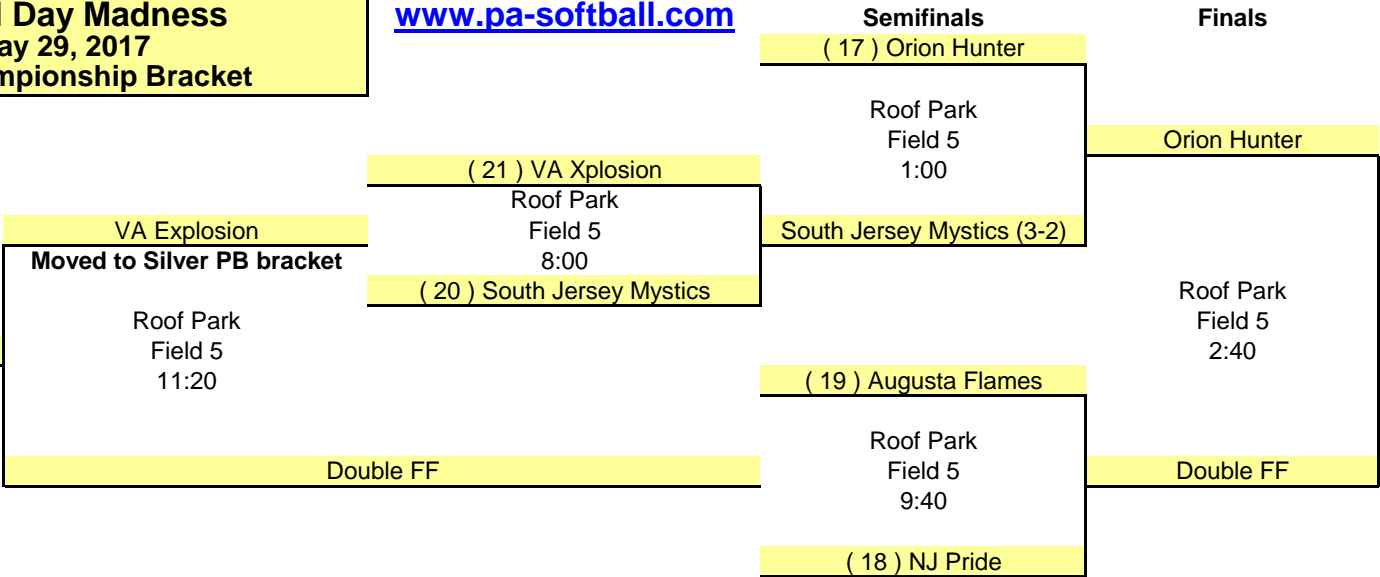 Day Madness
ay 29, 2017
mpionship Bracket
www.pa-softball.com
Semifinals
Finals
( 17 ) Orion Hunter
Roof Park
Field 5
1:00
Orion Hunter
( 21 ) VA Xplosion
Roof Park
Field 5
8:00
VA Explosion
South Jersey Mystics (3-2)
Moved to Silver PB bracket
( 20 ) South Jersey Mystics
Roof Park
Field 5
11:20
Roof Park
Field 5
2:40
( 19 ) Augusta Flames
Roof Park
Field 5
9:40
Double FF
Double FF
( 18 ) NJ Pride